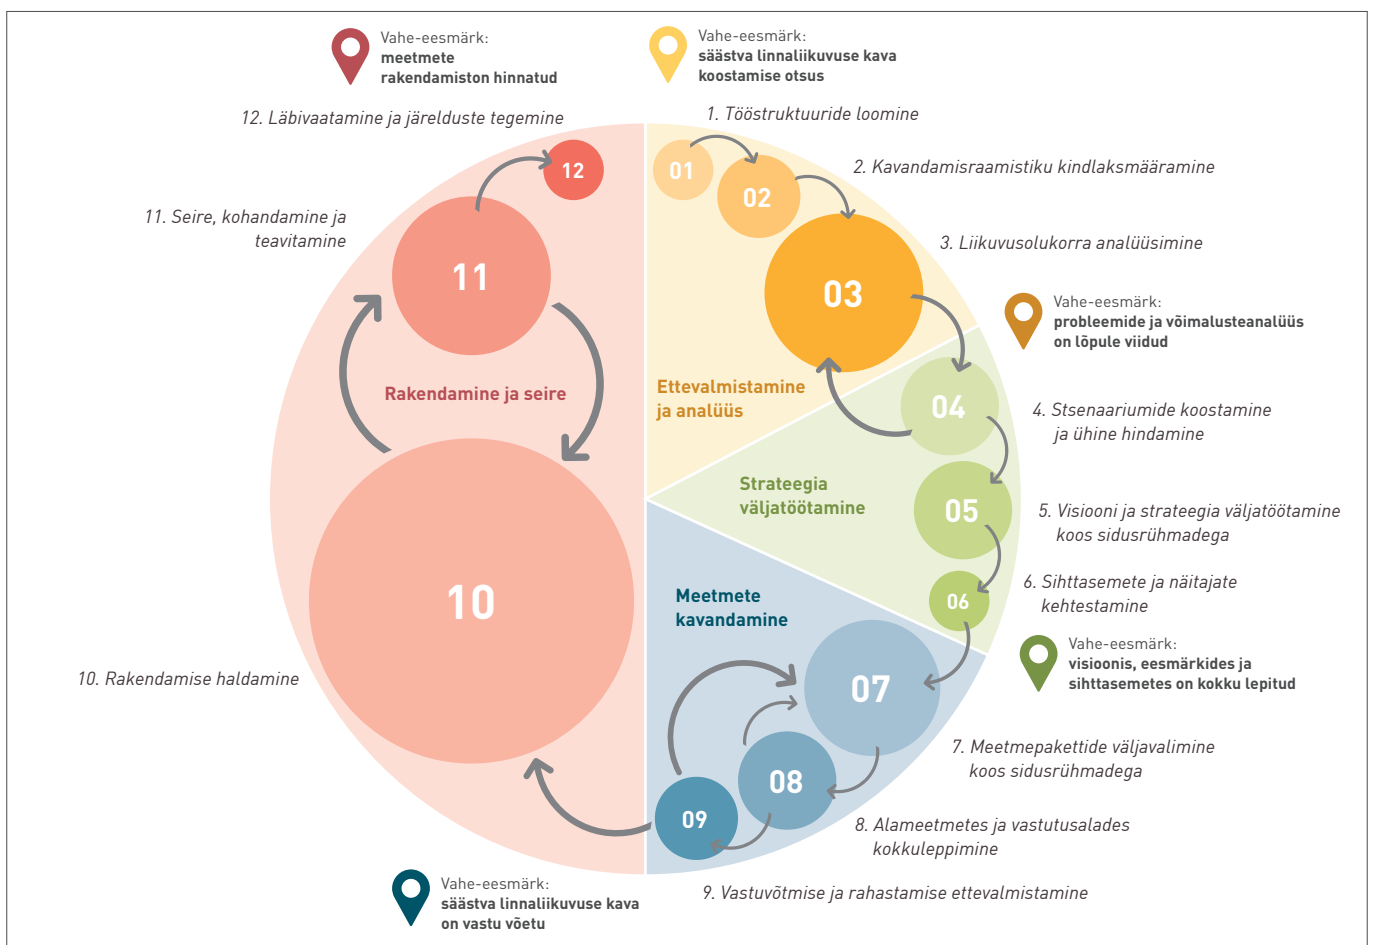 Vahe-eesmärk:
meetmete
rakendamiston hinnatud
Vahe-eesmärk:
säästva linnaliikuvuse kava
koostamise otsus
12. Läbivaatamine ja järelduste tegemine
1. Tööstruktuuride loomine
12
01
02
2. Kavandamisraamistiku kindlaksmääramine
11. Seire, kohandamine ja
teavitamine
3. Liikuvusolukorra analüüsimine
11
03
Vahe-eesmärk:
probleemide ja võimalusteanalüüs
on lõpule viidud
Rakendamine ja seire
Ettevalmistamine
ja analüüs
04
4. Stsenaariumide koostamine
ja ühine hindamine
Strateegia
väljatöötamine
05
5. Visiooni ja strateegia väljatöötamine
koos sidusrühmadega
10
Meetmete
kavandamine
06
6. Sihttasemete ja näitajate
kehtestamine
Vahe-eesmärk:
visioonis, eesmärkides ja
sihttasemetes on kokku lepitud
10. Rakendamise haldamine
07
7. Meetmepakettide väljavalimine
koos sidusrühmadega
08
09
8. Alameetmetes ja vastutusalades
kokkuleppimine
Vahe-eesmärk:
säästva linnaliikuvuse kava
on vastu võetu
9. Vastuvõtmise ja rahastamise ettevalmistamine